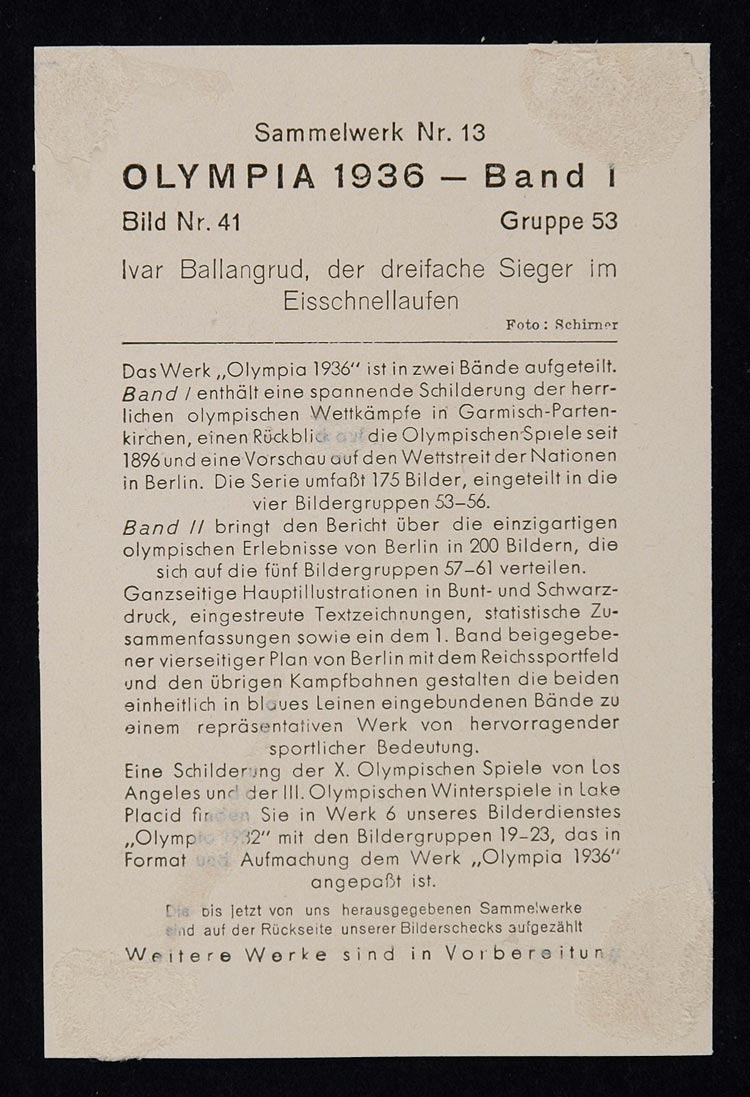 Sammelwerk Nr. 13
OLYMPIA 1936 — Band I
Bild Nr. 41 Gruppe 53
Ivar Ballangrud, der dreifache Sieger im
Eisschnellaufen
Foto: Schirner
Das Werk „Olympia 1936“ ist in zwei Bände aufgeteilt.
Band I enthält eine spannende Schilderung der herr-
lichen olympischen Wettkämpfe in Garmisch-Parten-
kirchen, einen Rückblick auf die Olympischen Spiele seit
1896 und eine Vorschau auf den Wettstreit der Nationen
in Berlin. Die Serie umfaßt 175 Bilder, eingeteilt in die
vier Bildergruppen 53–56.
Band II bringt den Bericht über die einzigartigen
olympischen Erlebnisse von Berlin in 200 Bildern, die
sich auf die fünf Bildergruppen 57–61 verteilen.
Ganzseitige Hauptillustrationen in Bunt- und Schwarz-
druck, eingestreute Textzeichnungen, statistische Zu-
sammenfassungen sowie ein dem 1. Band beigegebe-
ner vierseitiger Plan von Berlin mit dem Reichssportfeld
und den übrigen Kampfbahnen gestalten die beiden
einheitlich in blaues Leinen eingebundenen Bände zu
einem repräsentativen Werk von hervorragender
sportlicher Bedeutung.
Eine Schilderung der X. Olympischen Spiele von Los
Angeles und der III. Olympischen Winterspiele in Lake
Placid finden Sie in Werk 6 unseres Bilderdienstes
„Olympia 1932“ mit den Bildergruppen 19–23, das in
Format und Aufmachung dem Werk „Olympia 1936“
angepaßt ist.
Die bis jetzt von uns herausgegebenen Sammelwerke
sind auf der Rückseite unserer Bilderschecks aufgezählt
Weitere Werke sind in Vorbereitung